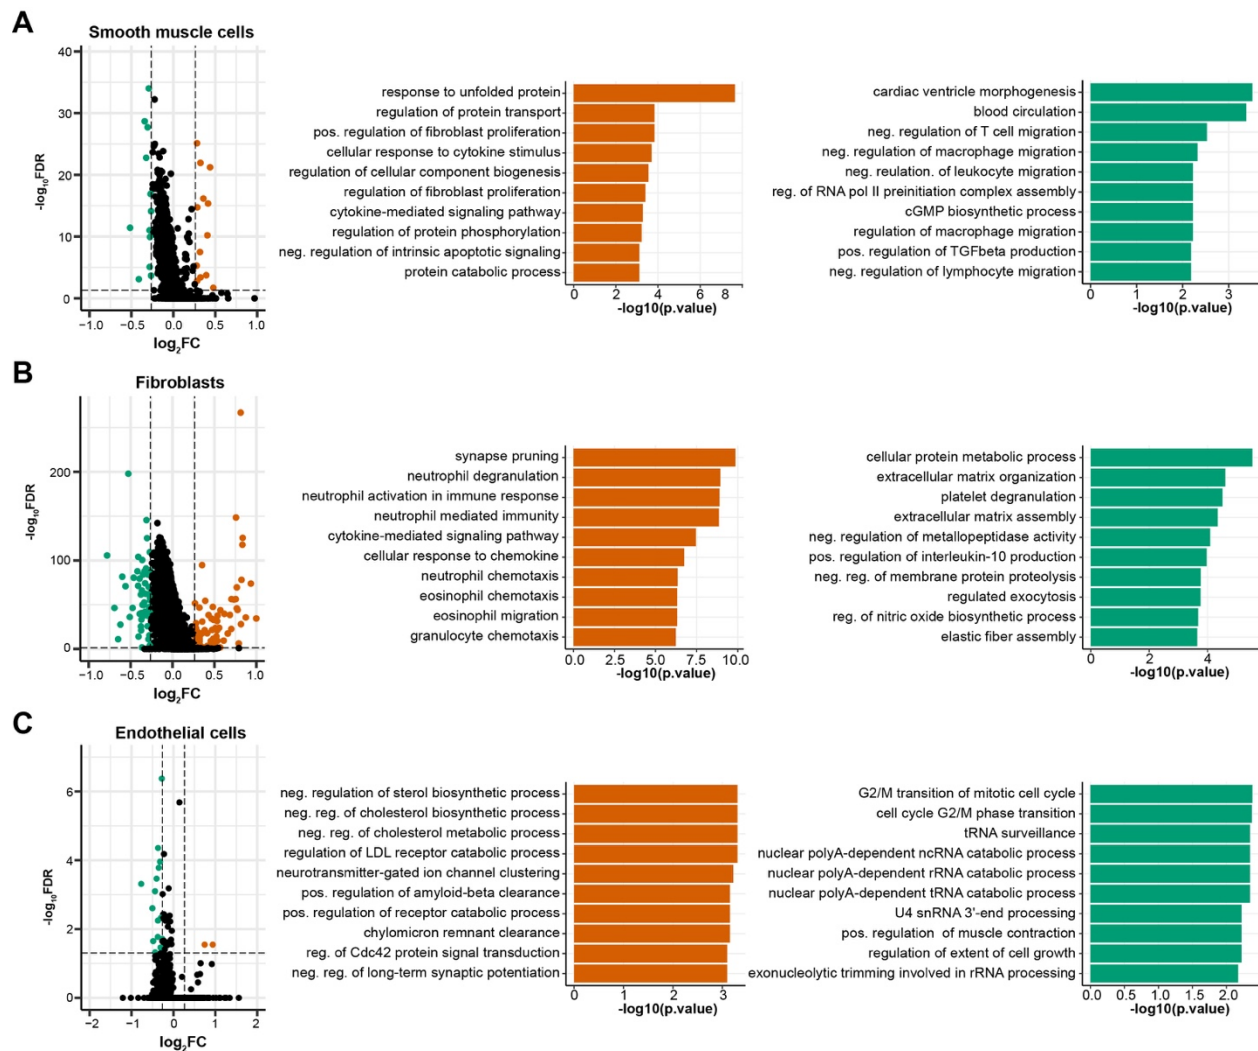 A
Smooth muscle cells
40
30
20
10
0
-log10FDR
−1.0 −0.5 0.0 0.5 1.0
log2FC
response to unfolded protein
regulation of protein transport
pos. regulation of fibroblast proliferation
cellular response to cytokine stimulus
regulation of cellular component biogenesis
regulation of fibroblast proliferation
cytokine-mediated signaling pathway
regulation of protein phosphorylation
neg. regulation of intrinsic apoptotic signaling
protein catabolic process
0 2 4 6 8
-log10(p.value)
cardiac ventricle morphogenesis
blood circulation
neg. regulation of T cell migration
neg. regulation of macrophage migration
neg. reulation. of leukocyte migration
reg. of RNA pol II preinitiation complex assembly
cGMP biosynthetic process
regulation of macrophage migration
pos. regulation of TGFbeta production
neg. regulation of lymphocyte migration
0 1 2 3
-log10(p.value)
B
Fibroblasts
200
100
0
-log10FDR
−1.0 −0.5 0.0 0.5 1.0
log2FC
synapse pruning
neutrophil degranulation
neutrophil activation in immune response
neutrophil mediated immunity
cytokine-mediated signaling pathway
cellular response to chemokine
neutrophil chemotaxis
eosinophil chemotaxis
eosinophil migration
granulocyte chemotaxis
0.0 2.5 5.0 7.5 10.0
-log10(p.value)
cellular protein metabolic process
extracellular matrix organization
platelet degranulation
extracellular matrix assembly
neg. regulation of metallopeptidase activity
pos. regulation of interleukin-10 production
neg. reg. of membrane protein proteolysis
regulated exocytosis
reg. of nitric oxide biosynthetic process
elastic fiber assembly
0 2 4
-log10(p.value)
C
Endothelial cells
6
4
2
0
-log10FDR
−2 −1 0 1 2
log2FC
neg. regulation of sterol biosynthetic process
neg. reg. of cholesterol biosynthetic process
neg. reg. of cholesterol metabolic process
regulation of LDL receptor catabolic process
neurotransmitter-gated ion channel clustering
pos. regulation of amyloid-beta clearance
pos. regulation of receptor catabolic process
chylomicron remnant clearance
reg. of Cdc42 protein signal transduction
neg. reg. of long-term synaptic potentiation
0 1 2 3
-log10(p.value)
G2/M transition of mitotic cell cycle
cell cycle G2/M phase transition
tRNA surveillance
nuclear polyA-dependent ncRNA catabolic process
nuclear polyA-dependent rRNA catabolic process
nuclear polyA-dependent tRNA catabolic process
U4 snRNA 3'-end processing
pos. regulation of muscle contraction
regulation of extent of cell growth
exonucleolytic trimming involved in rRNA processing
0.0 0.5 1.0 1.5 2.0
-log10(p.value)